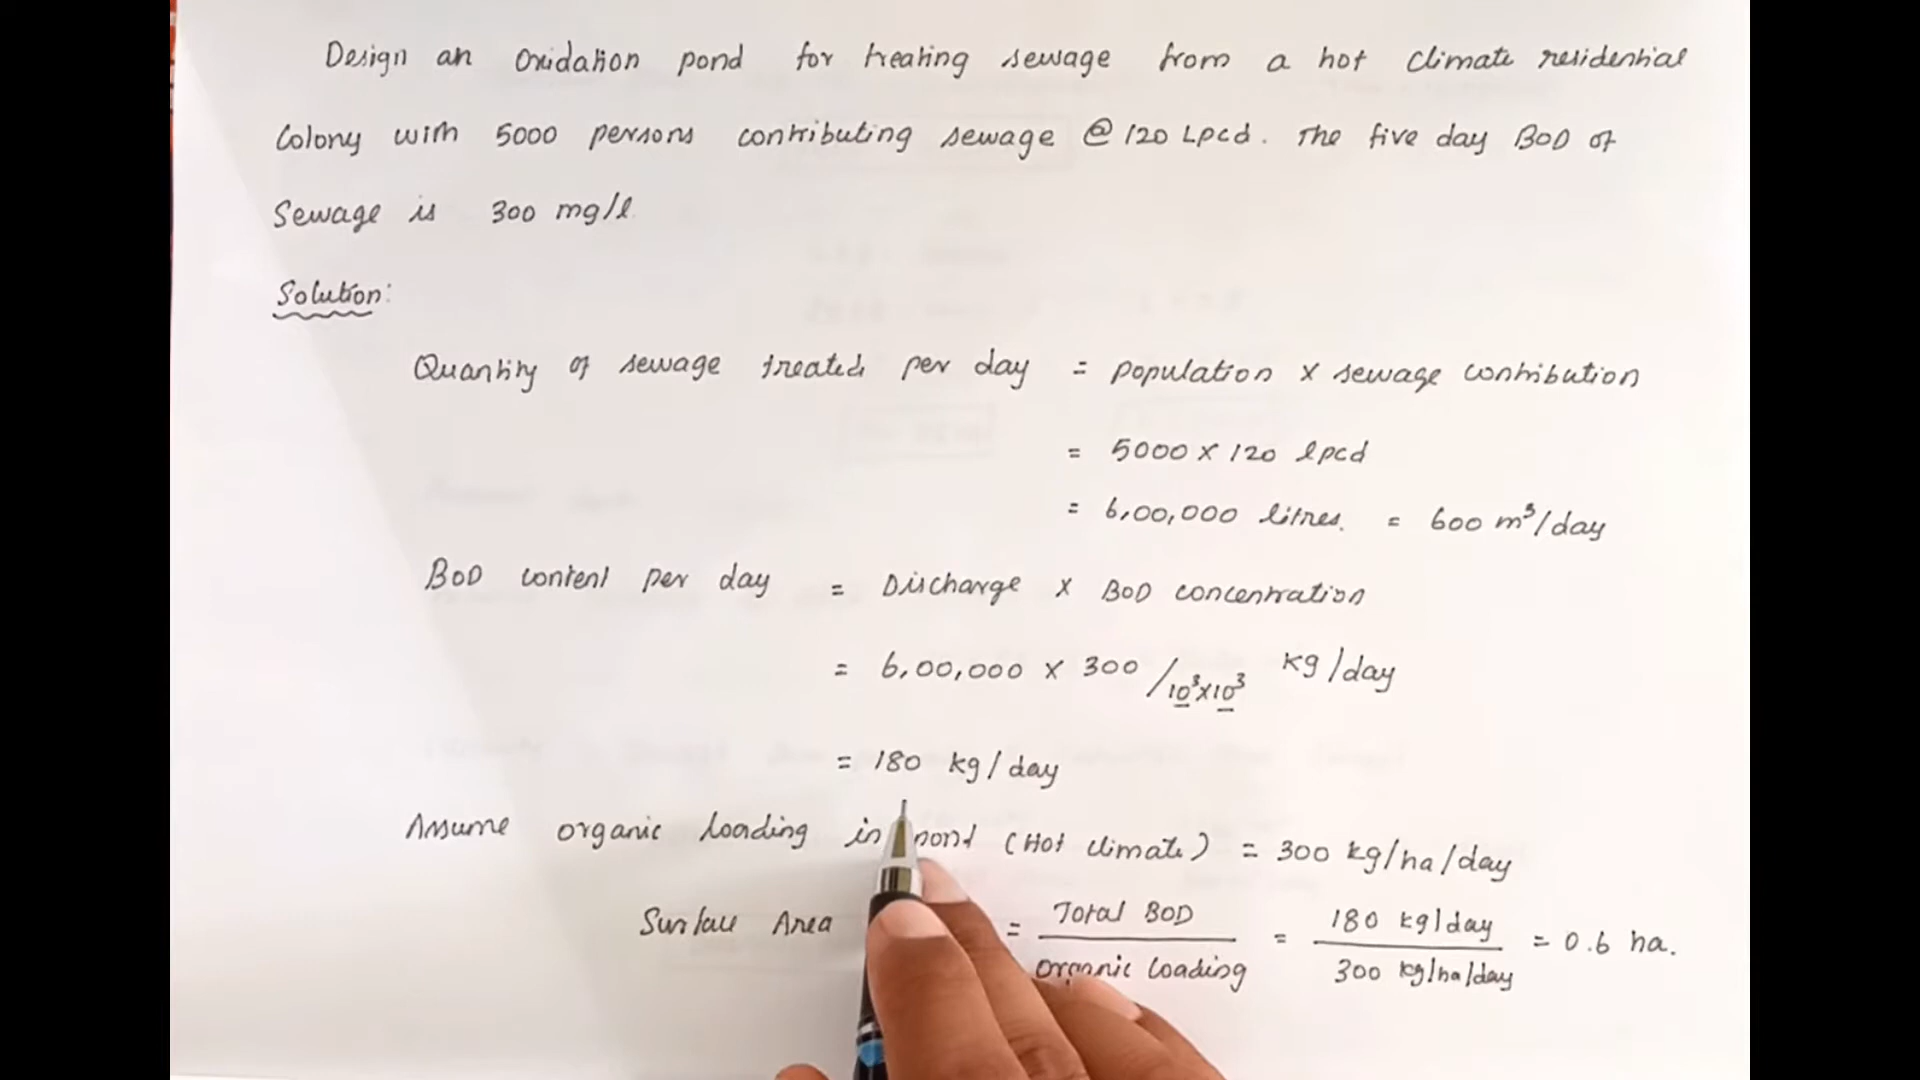 Design an Oxidation pond for treating sewage from a hot climate residential
Colony with 5000 persons contributing sewage @ 120 Lpcd. The five day BOD of
Sewage is 300 mg/l
Solution:
Quantity of sewage treated per day = population x sewage contribution
= 5000 x 120 lpcd
= 6,00,000 litres. = 600 m³/day
BOD content per day = Discharge x BOD concentration
= 6,00,000 x 300 / 10³x10³ kg/day
= 180 kg/day
Assume organic loading in pond (Hot climate) = 300 kg/ha/day
Surface Area = Total BOD / organic loading = 180 kg/day / 300 kg/ha/day = 0.6 ha.